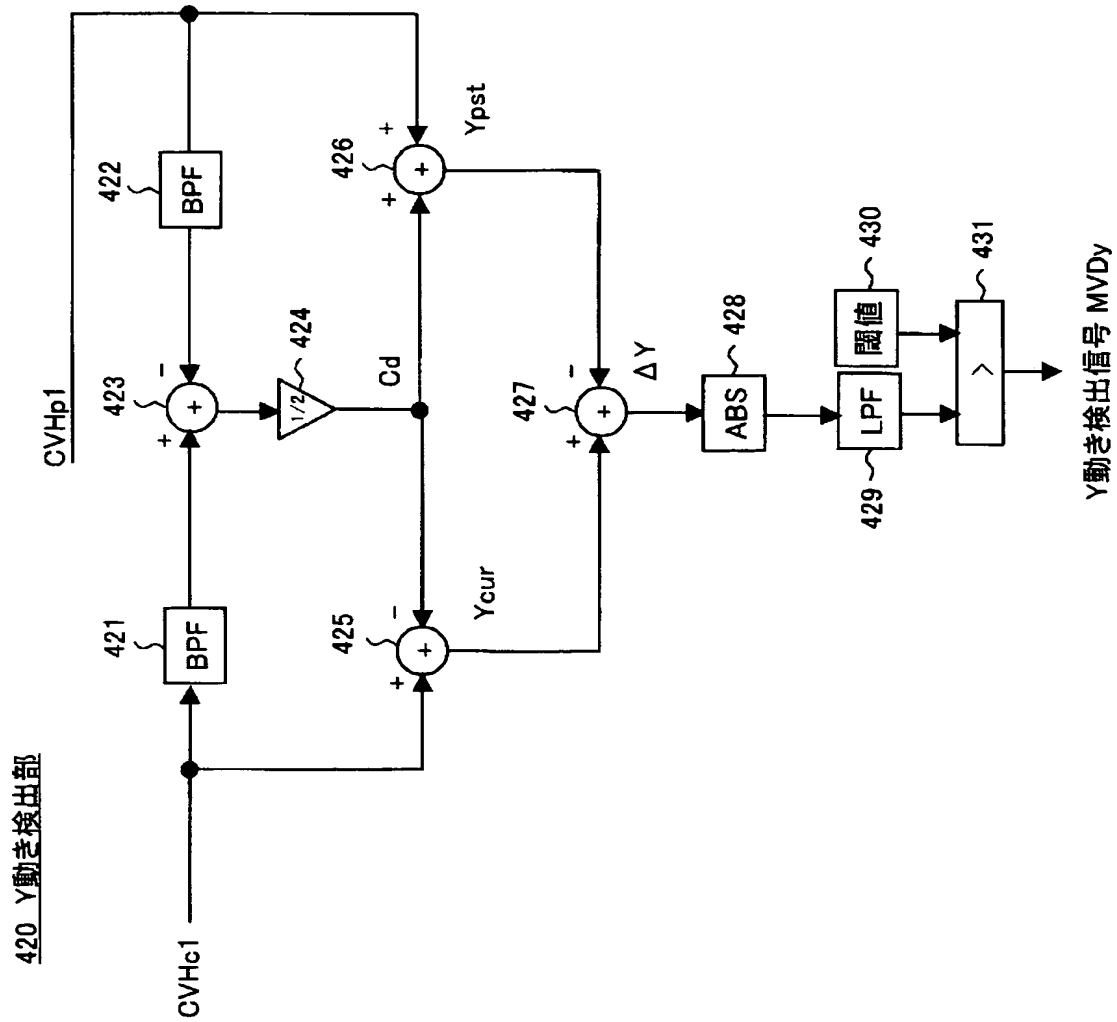 420 Y動き検出部
CVHp1
CVHc1
421
BPF
422
BPF
423
+
-
+
424
1/2
Cd
425
+
-
+
Ycur
426
+
+
+
Ypst
427
+
-
+
ΔY
ABS
428
LPF
429
閾値
430
>
431
Y動き検出信号 MVDy